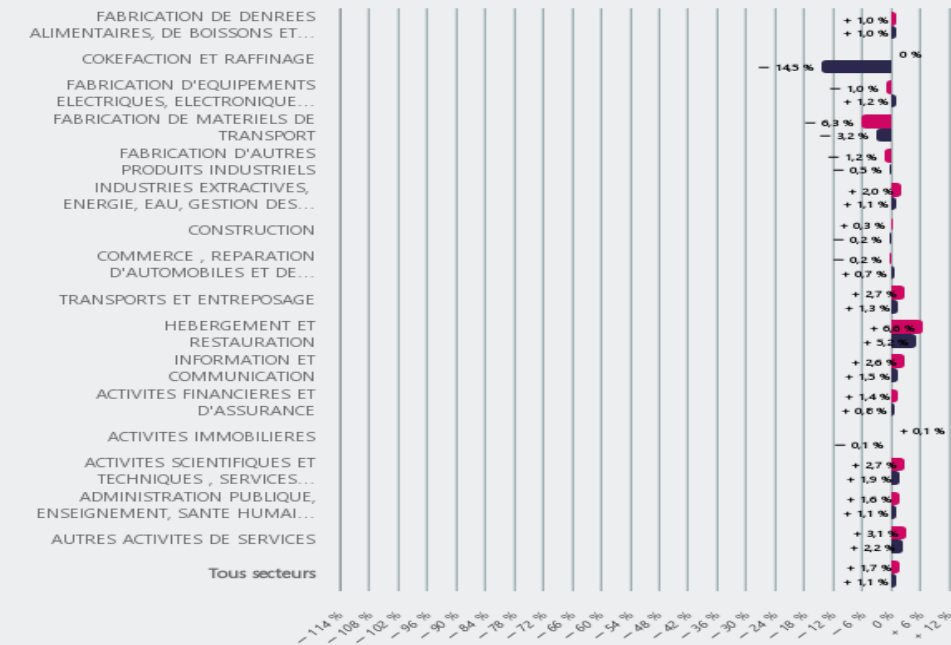 FABRICATION DE DENREES
ALIMENTAIRES, DE BOISSONS ET...
+ 1,0 %
+ 1,0 %
COKEFACTION ET RAFFINAGE
0 %
− 14,5 %
FABRICATION D'EQUIPEMENTS
ELECTRIQUES, ELECTRONIQUE...
− 1,0 %
+ 1,2 %
FABRICATION DE MATERIELS DE
TRANSPORT
− 6,3 %
− 3,2 %
FABRICATION D'AUTRES
PRODUITS INDUSTRIELS
− 1,2 %
− 0,5 %
INDUSTRIES EXTRACTIVES,
ENERGIE, EAU, GESTION DES...
+ 2,0 %
+ 1,1 %
CONSTRUCTION
+ 0,3 %
− 0,2 %
COMMERCE , REPARATION
D'AUTOMOBILES ET DE...
− 0,2 %
+ 0,7 %
TRANSPORTS ET ENTREPOSAGE
+ 2,7 %
+ 1,3 %
HEBERGEMENT ET
RESTAURATION
+ 6,6 %
+ 5,2 %
INFORMATION ET
COMMUNICATION
+ 2,6 %
+ 1,5 %
ACTIVITES FINANCIERES ET
D'ASSURANCE
+ 1,4 %
+ 0,8 %
ACTIVITES IMMOBILIERES
+ 0,1 %
− 0,1 %
ACTIVITES SCIENTIFIQUES ET
TECHNIQUES , SERVICES...
+ 2,7 %
+ 1,9 %
ADMINISTRATION PUBLIQUE,
ENSEIGNEMENT, SANTE HUMAI...
+ 1,6 %
+ 1,1 %
AUTRES ACTIVITES DE SERVICES
+ 3,1 %
+ 2,2 %
Tous secteurs
+ 1,7 %
+ 1,1 %
− 114 %
− 108 %
− 102 %
− 96 %
− 90 %
− 84 %
− 78 %
− 72 %
− 66 %
− 60 %
− 54 %
− 48 %
− 42 %
− 36 %
− 30 %
− 24 %
− 18 %
− 12 %
− 6 %
0 %
+ 6 %
+ 12 %